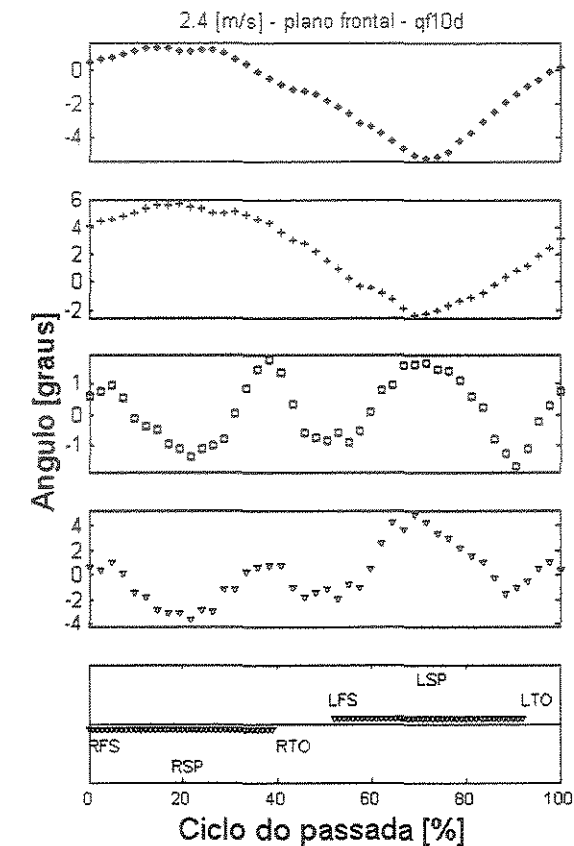 2.4 [m/s] - plano frontal - qf10d
0
-2
-4
6
4
2
0
-2
1
0
-1
4
2
0
-2
-4
Angulo [graus]
LSP
LFS
LTO
RFS
RTO
RSP
0
20
40
60
80
100
Ciclo do passada [%]